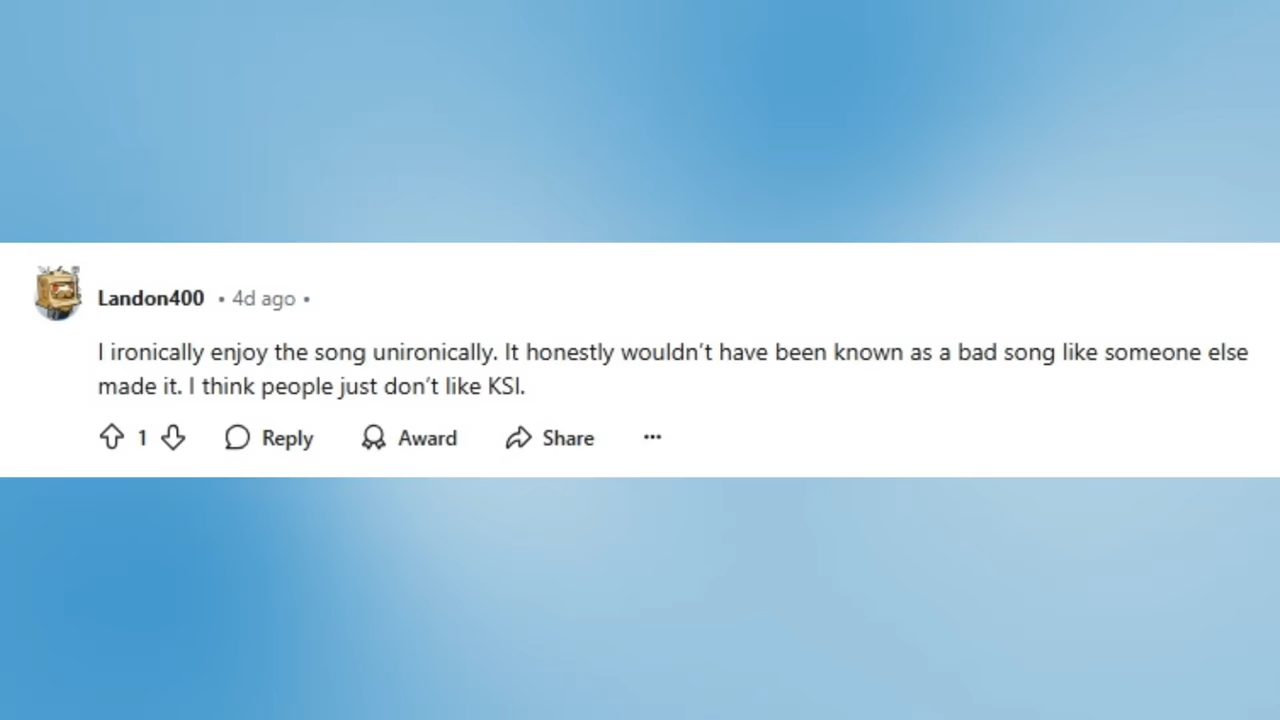 Landon400 • 4d ago •
I ironically enjoy the song unironically. It honestly wouldn't have been known as a bad song like someone else
made it. I think people just don't like KSI.
1 Reply Award Share ...